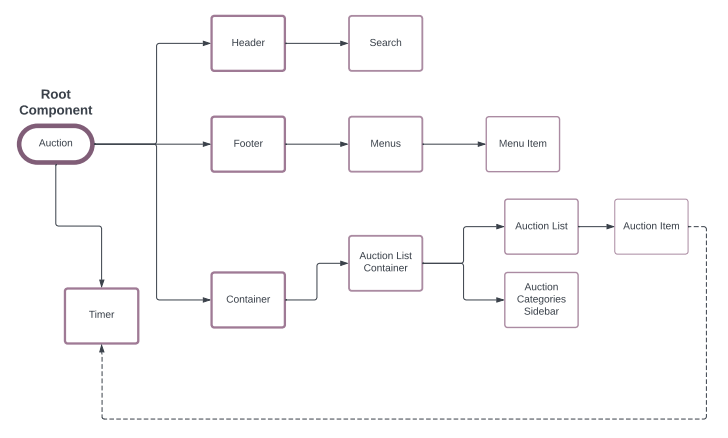 Header
Search
Root
Component
Auction
Footer
Menus
Menu Item
Auction List
Auction Item
Auction List
Container
Container
Auction
Categories
Sidebar
Timer